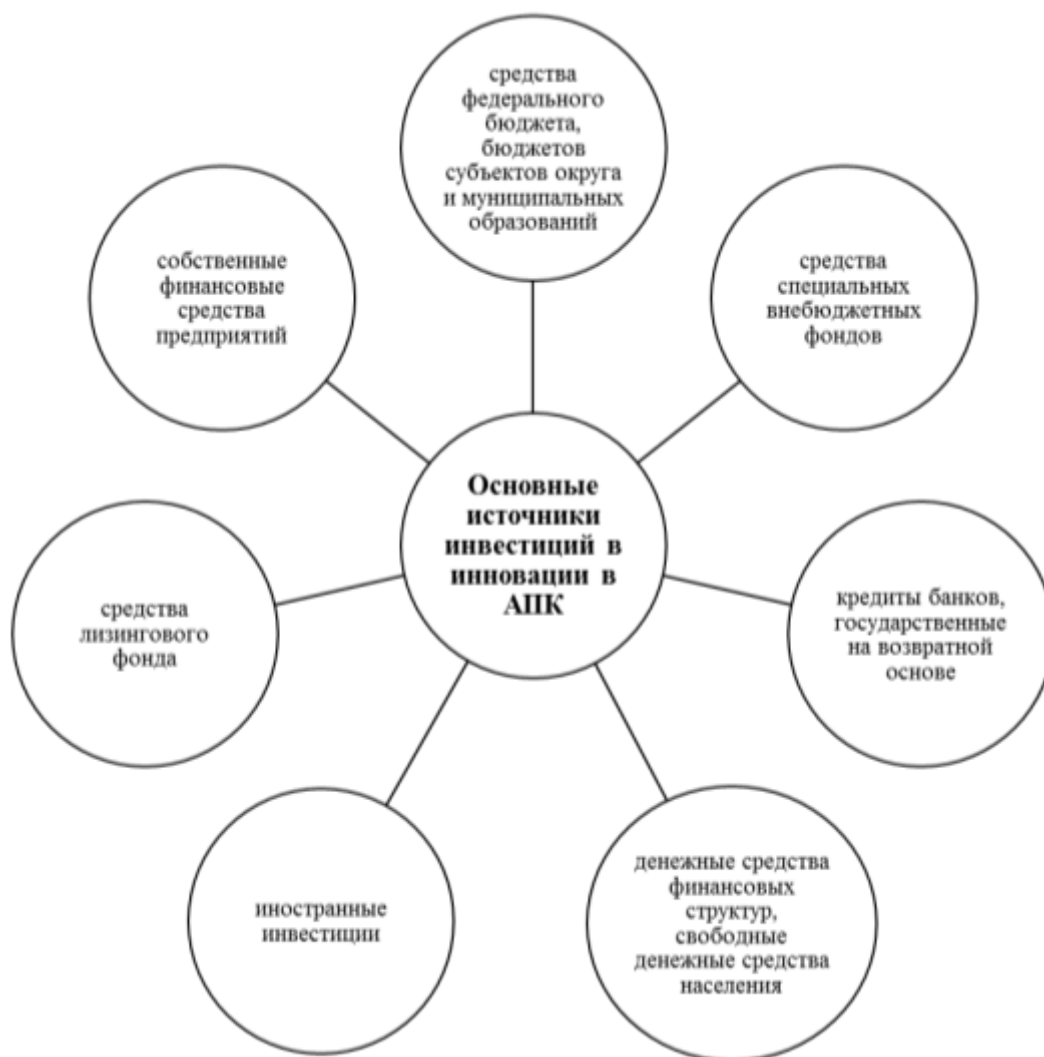 средства
федерального
бюджета,
бюджетов
субъектов округа
и муниципальных
образований
средства
специальных
внебюджетных
фондов
кредиты банков,
государственные
на возвратной
основе
денежные средства
финансовых
структур,
свободные
денежные средства
населения
иностранные
инвестиции
средства
лизингового
фонда
собственные
финансовые
средства
предприятий
Основные
источники
инвестиций в
инновации в
АПК